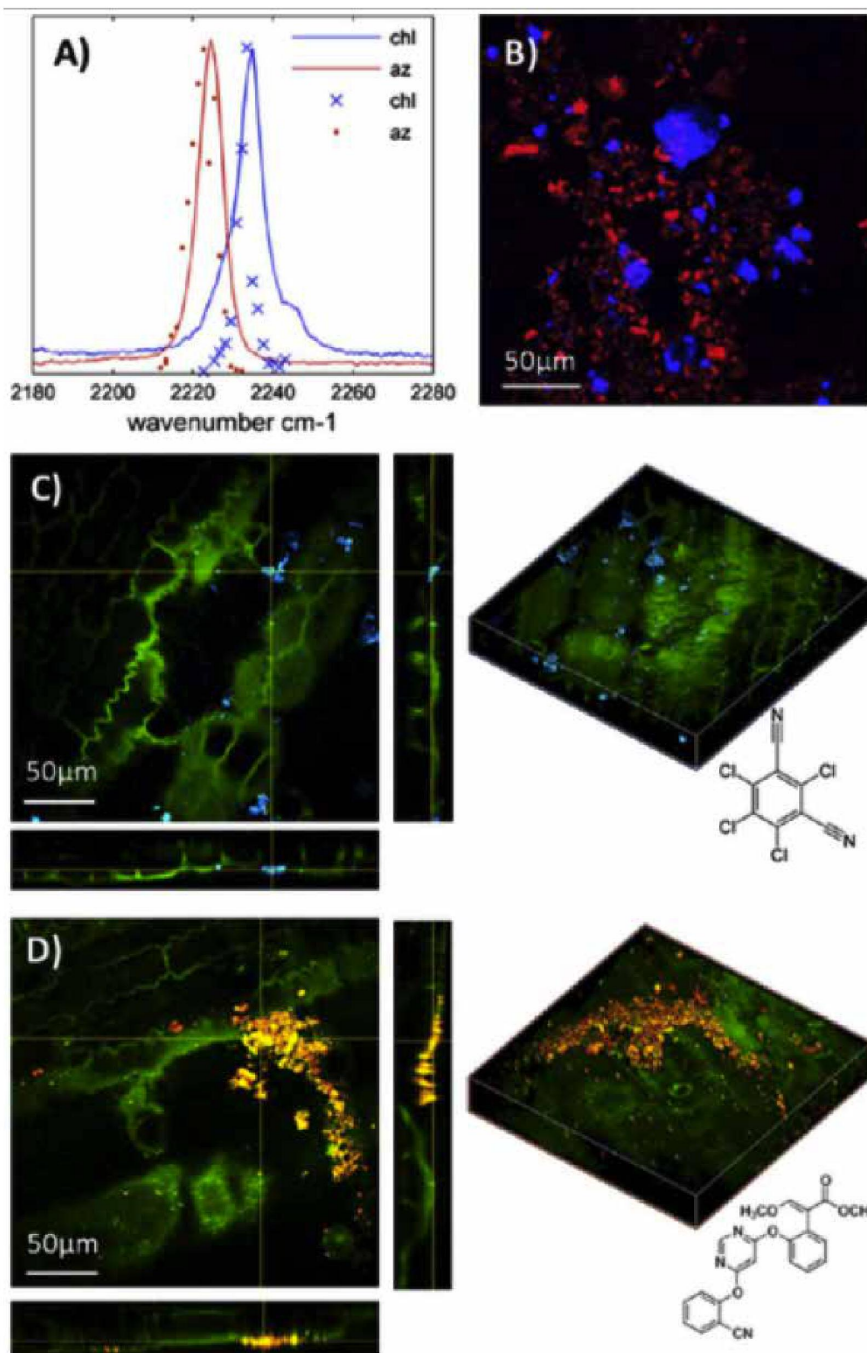 A)
chl
az
chl
az
2180 2200 2220 2240 2260 2280
wavenumber cm-1
B)
50µm
C)
50µm
N
Cl
Cl
Cl
Cl
N
D)
50µm
O
H₃CO
OCH
N
O
N
O
CN